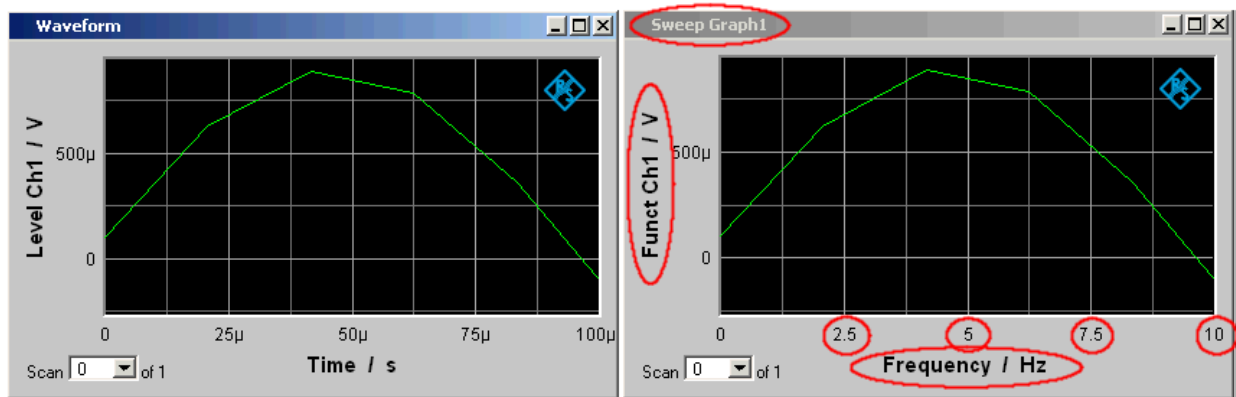 Waveform
Level Ch1 / V
500µ
0
0
25µ
50µ
75µ
100µ
Time / s
Scan 0 of 1
Sweep Graph1
Funct Ch1 / V
500µ
0
0
2.5
5
7.5
10
Frequency / Hz
Scan 0 of 1